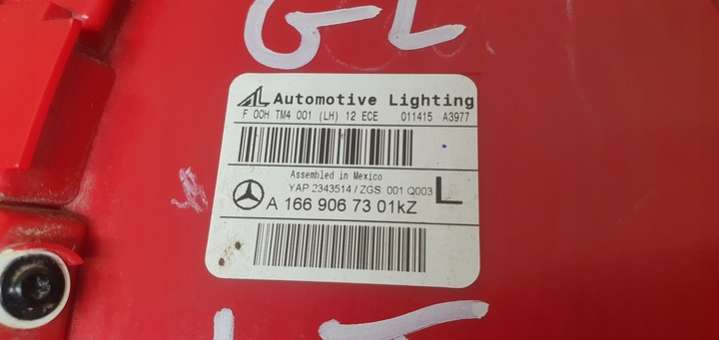 GL
AL Automotive Lighting
F 00H TM4 001 (LH) 12 ECE 011415 A3977
Assembled in Mexico
YAP 2343514 / ZGS 001 Q003 L
A 166 906 73 01kZ